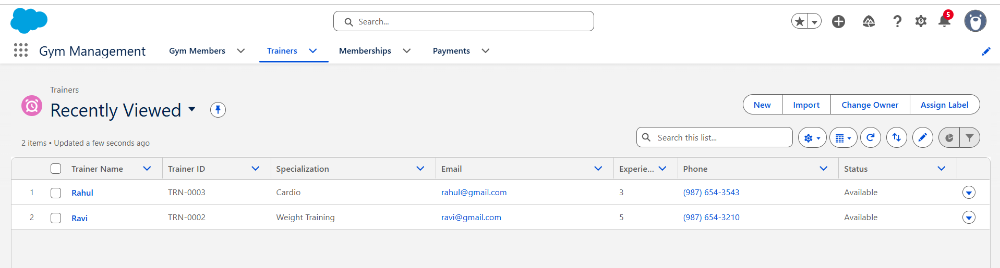 Search...
5
Gym Management Gym Members Trainers Memberships Payments
Trainers
Recently Viewed
New Import Change Owner Assign Label
2 items • Updated a few seconds ago
Search this list...
Trainer Name Trainer ID Specialization Email Experie... Phone Status
1 Rahul TRN-0003 Cardio rahul@gmail.com 3 (987) 654-3543 Available
2 Ravi TRN-0002 Weight Training ravi@gmail.com 5 (987) 654-3210 Available